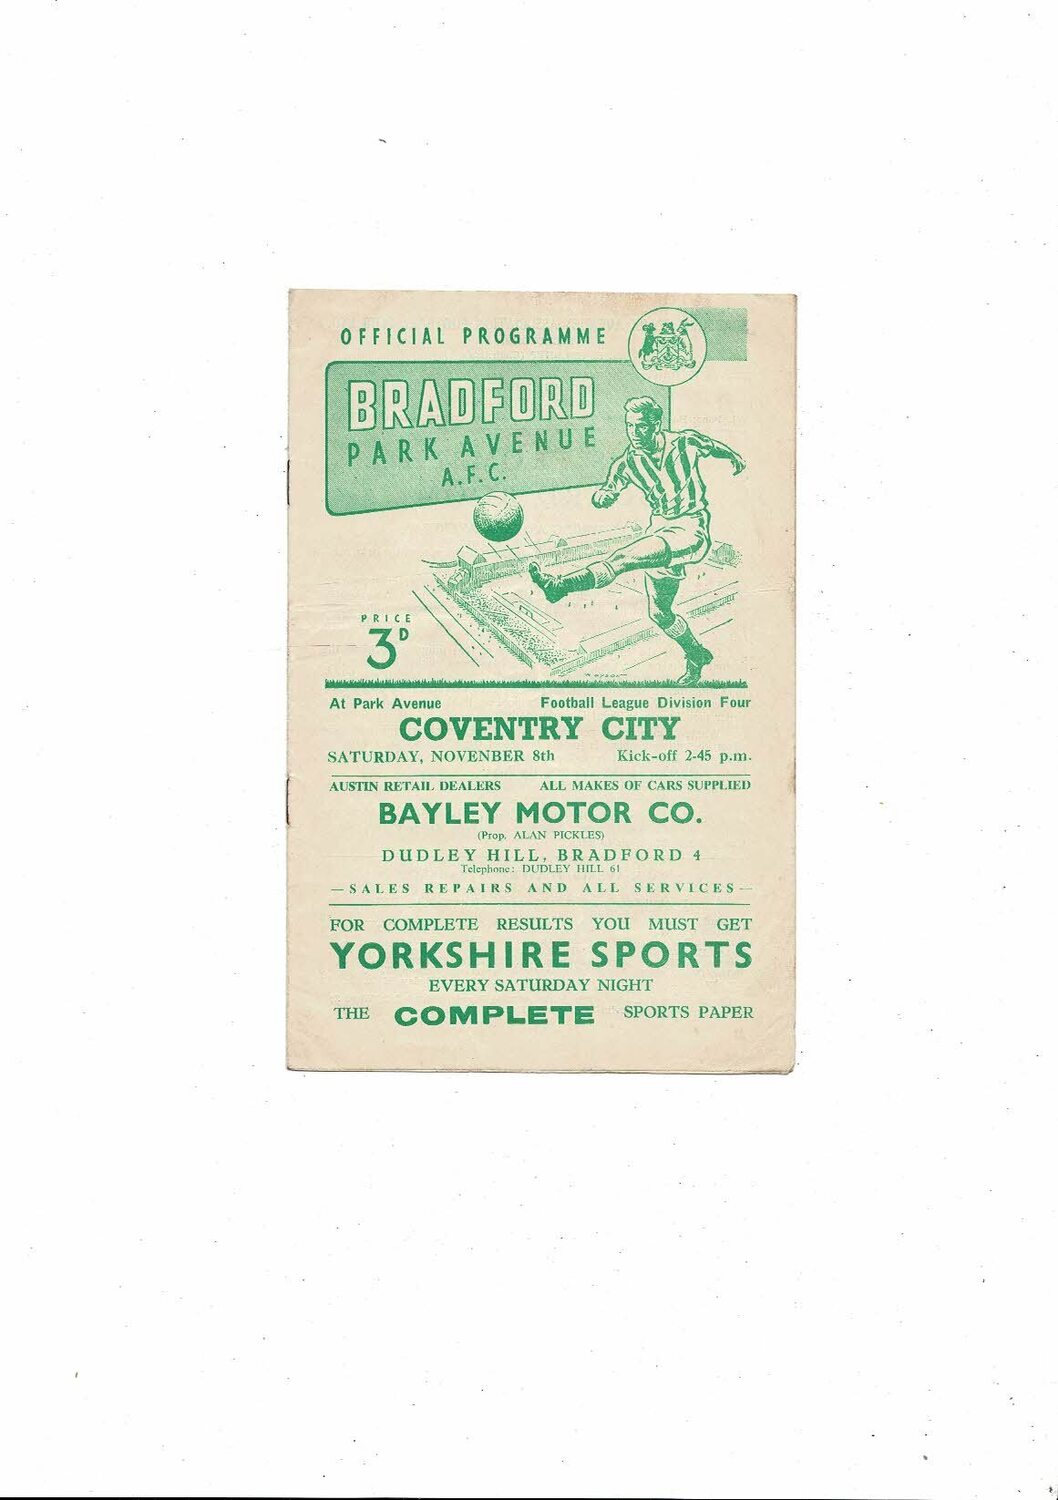 OFFICIAL PROGRAMME
BRADFORD
PARK AVENUE
A.F.C.
PRICE
3D
At Park Avenue Football League Division Four
COVENTRY CITY
SATURDAY, NOVENBER 8th Kick-off 2-45 p.m.
AUSTIN RETAIL DEALERS ALL MAKES OF CARS SUPPLIED
BAYLEY MOTOR CO.
(Prop. ALAN PICKLES)
DUDLEY HILL, BRADFORD 4
Telephone: DUDLEY HILL 61
—SALES REPAIRS AND ALL SERVICES—
FOR COMPLETE RESULTS YOU MUST GET
YORKSHIRE SPORTS
EVERY SATURDAY NIGHT
THE COMPLETE SPORTS PAPER